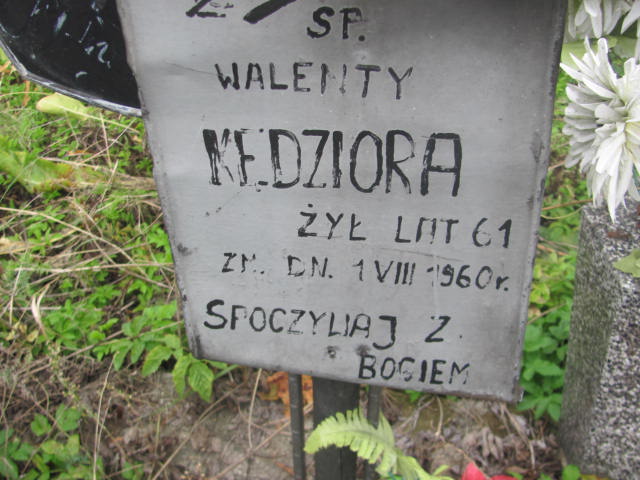 ŚP.
WALENTY
KĘDZIORA
ŻYŁ LAT 61
ZM. DN. 1 VIII 1960r.
SPOCZYWAJ Z
BOGIEM